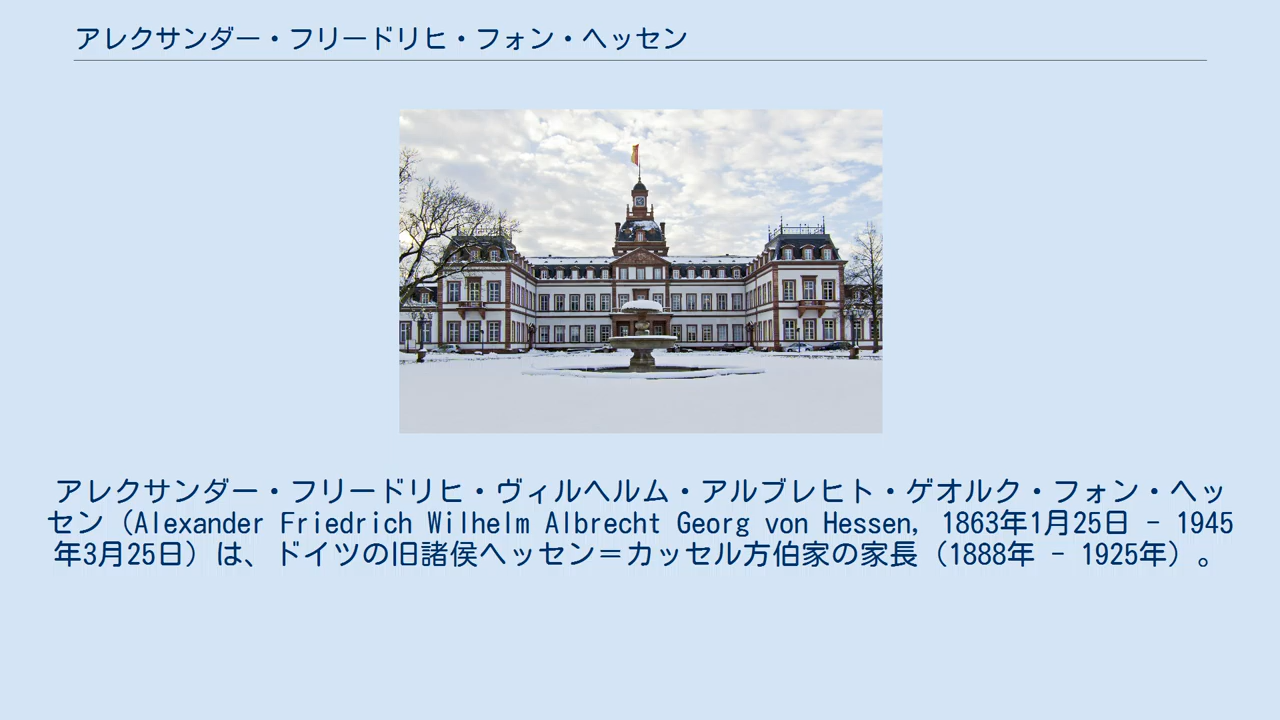 アレクサンダー・フリードリヒ・フォン・ヘッセン
アレクサンダー・フリードリヒ・ヴィルヘルム・アルブレヒト・ゲオルク・フォン・ヘッ
セン（Alexander Friedrich Wilhelm Albrecht Georg von Hessen, 1863年1月25日 - 1945
年3月25日）は、ドイツの旧諸侯ヘッセン＝カッセル方伯家の家長（1888年 - 1925年）。